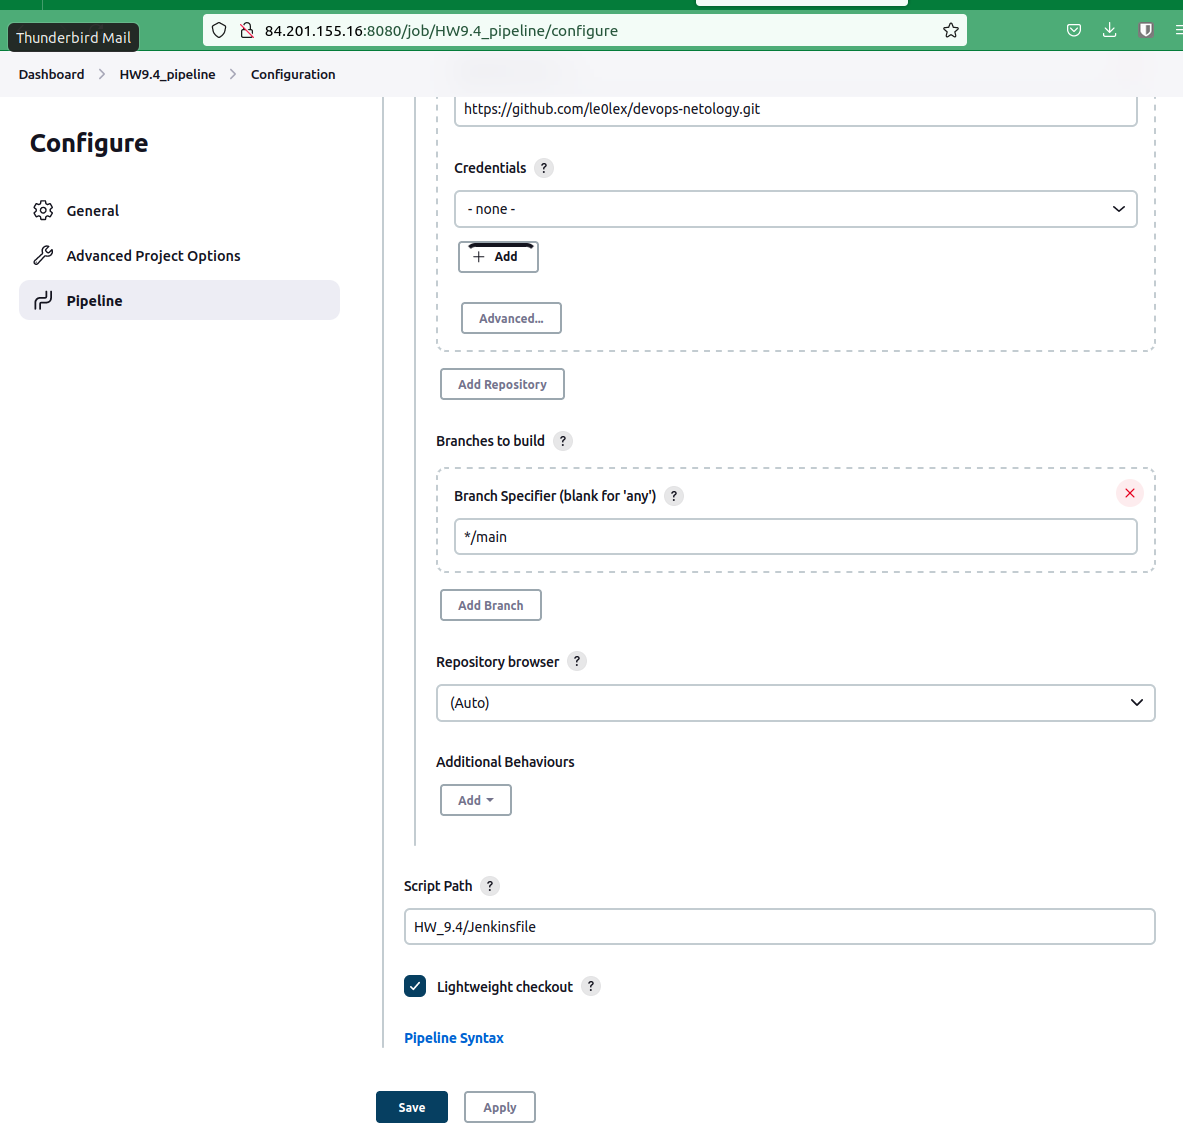 Thunderbird Mail
84.201.155.16:8080/job/HW9.4_pipeline/configure
Dashboard > HW9.4_pipeline > Configuration
Configure
General
Advanced Project Options
Pipeline
https://github.com/le0lex/devops-netology.git
Credentials ?
- none -
+ Add
Advanced...
Add Repository
Branches to build ?
Branch Specifier (blank for 'any') ?
*/main
Add Branch
Repository browser ?
(Auto)
Additional Behaviours
Add
Script Path ?
HW_9.4/Jenkinsfile
Lightweight checkout ?
Pipeline Syntax
Save Apply